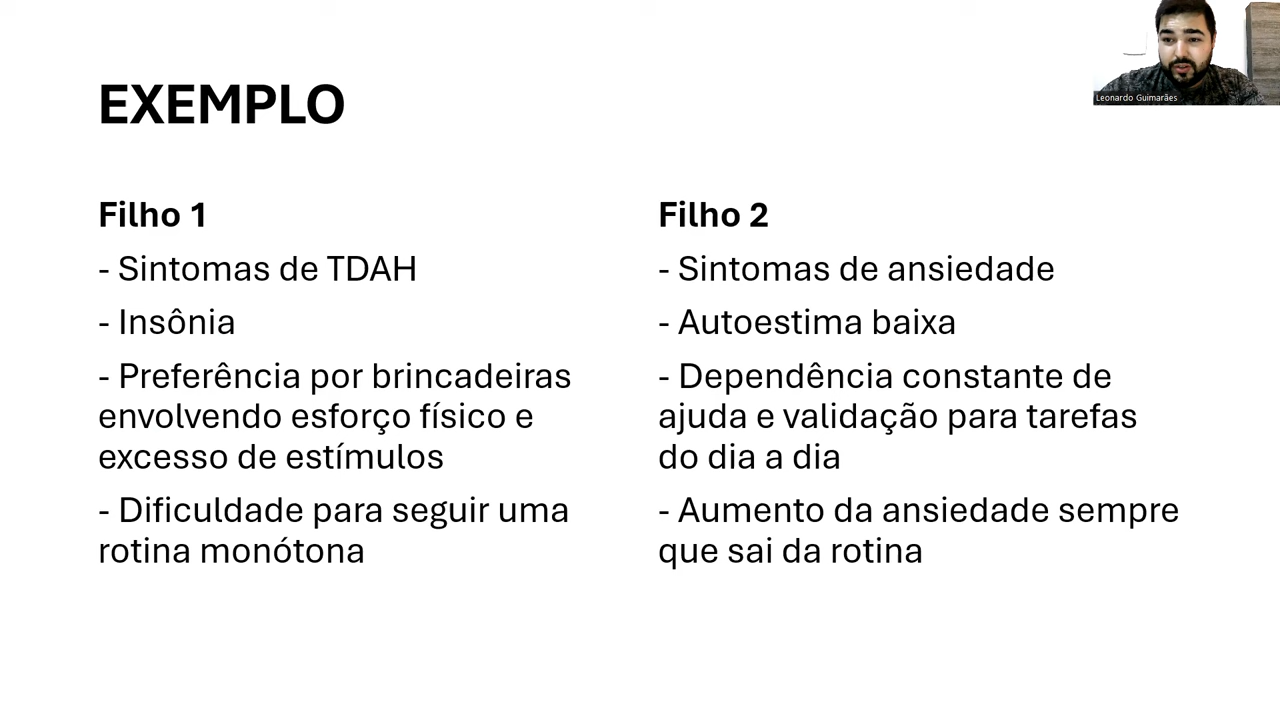 EXEMPLO
Leonardo Guimarães
Filho 1
- Sintomas de TDAH
- Insônia
- Preferência por brincadeiras
envolvendo esforço físico e
excesso de estímulos
- Dificuldade para seguir uma
rotina monótona
Filho 2
- Sintomas de ansiedade
- Autoestima baixa
- Dependência constante de
ajuda e validação para tarefas
do dia a dia
- Aumento da ansiedade sempre
que sai da rotina